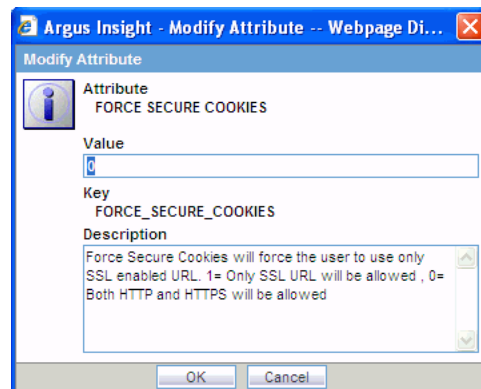 Argus Insight - Modify Attribute -- Webpage Di...
Modify Attribute
Attribute
FORCE SECURE COOKIES
Value
0
Key
FORCE_SECURE_COOKIES
Description
Force Secure Cookies will force the user to use only
SSL enabled URL. 1= Only SSL URL will be allowed , 0=
Both HTTP and HTTPS will be allowed
OK Cancel